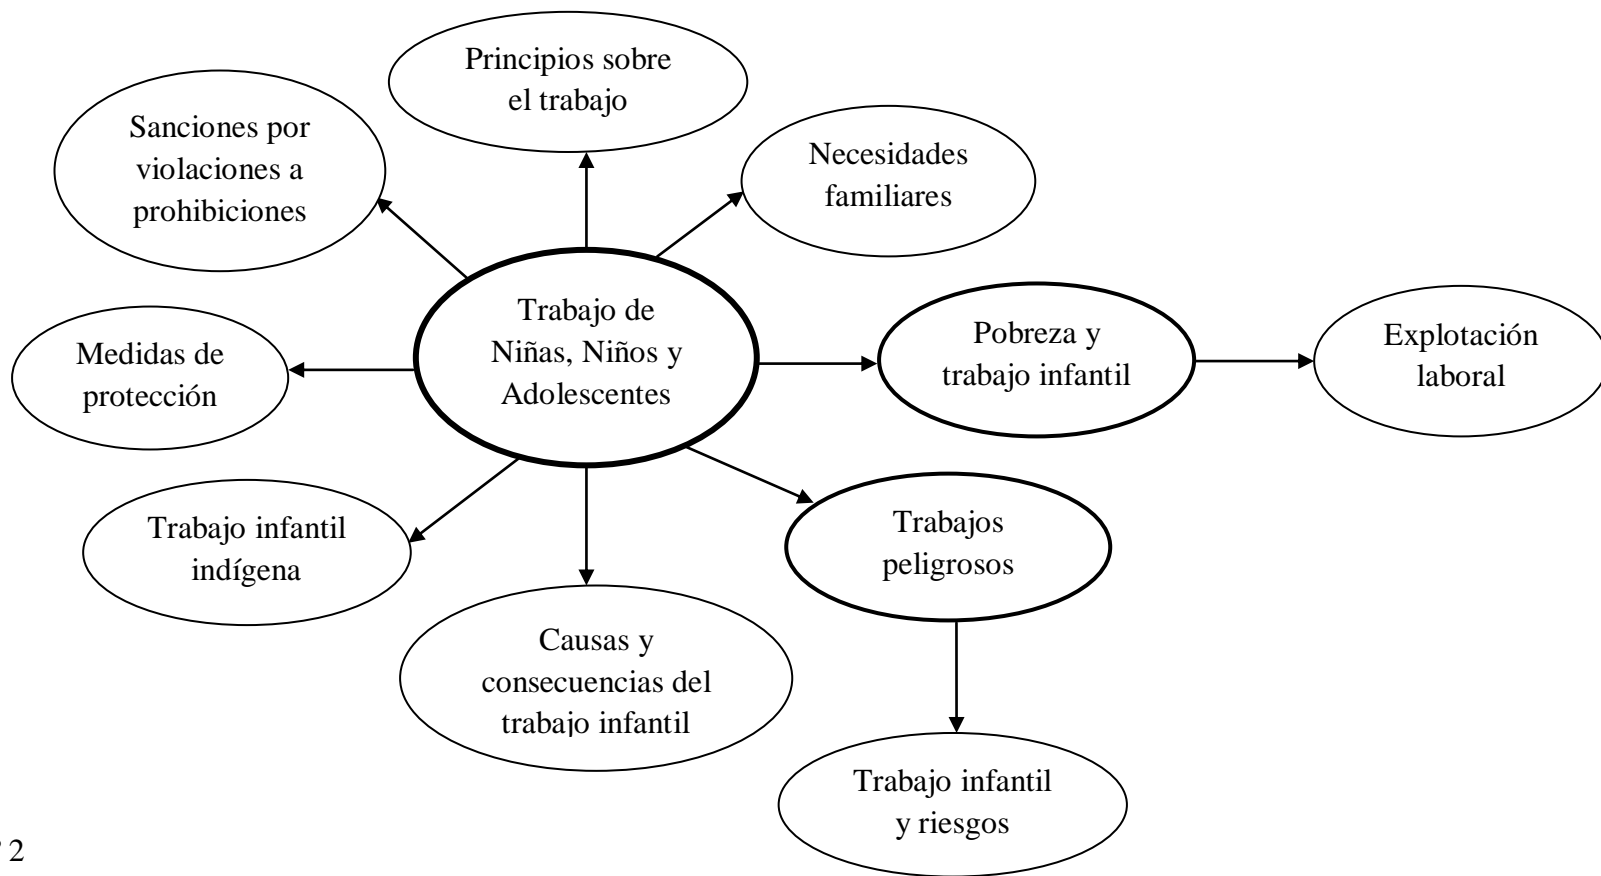 Principios sobre
el trabajo
Sanciones por
violaciones a
prohibiciones
Necesidades
familiares
Trabajo de
Niñas, Niños y
Adolescentes
Pobreza y
trabajo infantil
Explotación
laboral
Medidas de
protección
Trabajo infantil
indígena
Trabajos
peligrosos
Causas y
consecuencias del
trabajo infantil
Trabajo infantil
y riesgos
2